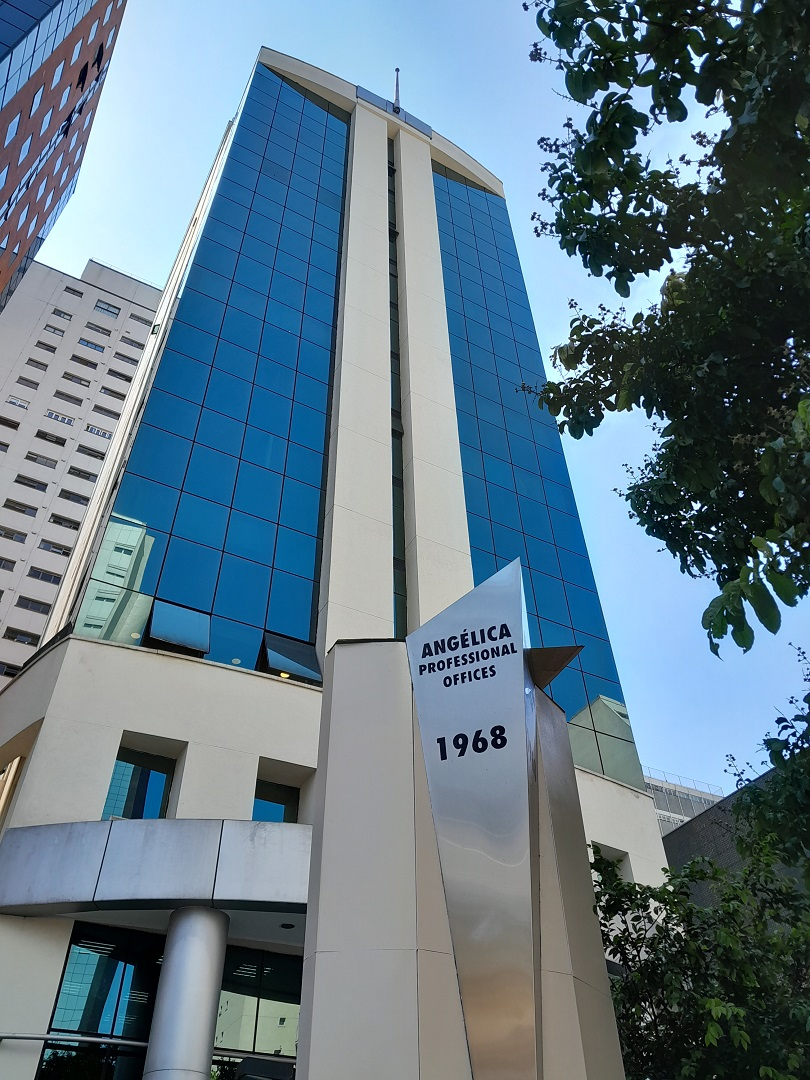 ANGÉLICA
PROFESSIONAL
OFFICES
1968